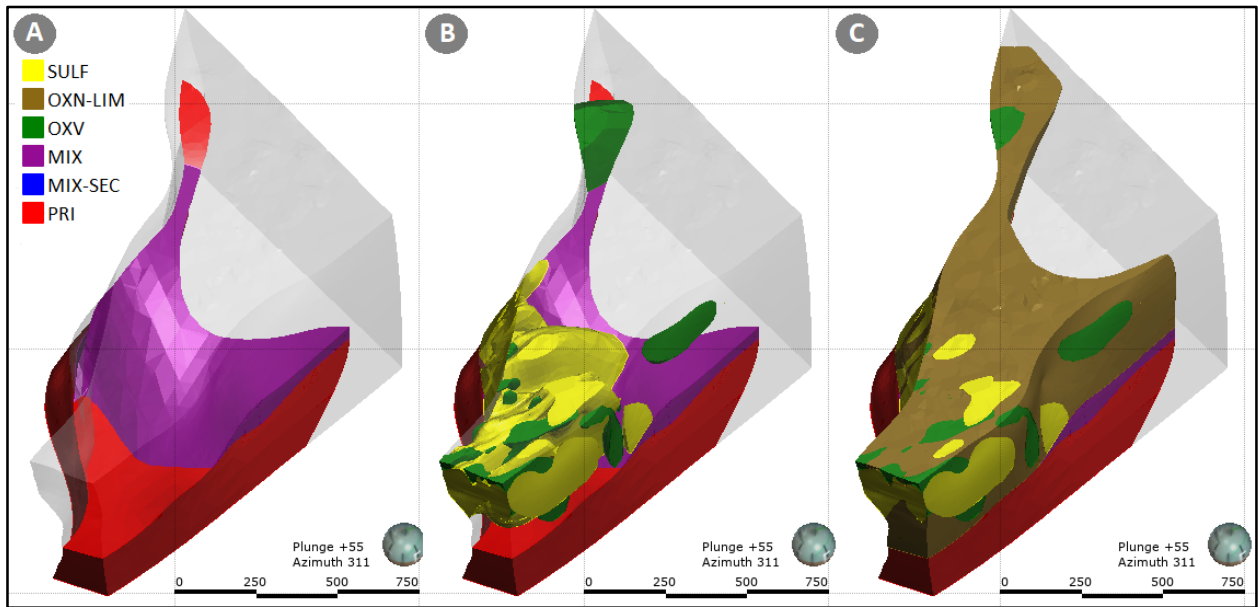 A
SULF
OXN-LIM
OXV
MIX
MIX-SEC
PRI
Plunge +55
Azimuth 311
0 250 500 750
B
Plunge +55
Azimuth 311
0 250 500 750
C
Plunge +55
Azimuth 311
0 250 500 750